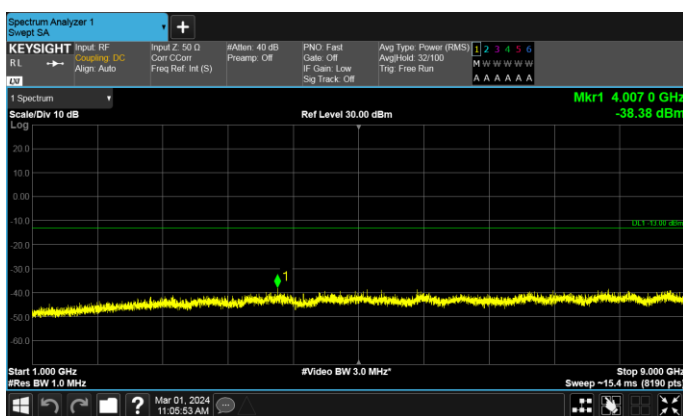 Spectrum Analyzer 1
Swept SA
+
KEYSIGHT Input: RF Input Z: 50 Ω #Atten: 40 dB PNO: Fast Avg Type: Power (RMS) 1 2 3 4 5 6
RL Coupling: DC Corr CCorr Preamp: Off Gate: Off Avg|Hold: 32/100 M W W W W W
Align: Auto Freq Ref: Int (S) IF Gain: Low Trig: Free Run
LXI Sig Track: Off A A A A A A
1 Spectrum
Mkr1 4.007 0 GHz
Scale/Div 10 dB Ref Level 30.00 dBm -38.38 dBm
Log
20.0
10.0
0.00
-10.0
DL1 -13.00 dBm
-20.0
-30.0
1
-40.0
-50.0
-60.0
Start 1.000 GHz #Video BW 3.0 MHz* Stop 9.000 GHz
#Res BW 1.0 MHz Sweep ~15.4 ms (8190 pts)
? Mar 01, 2024
11:05:53 AM